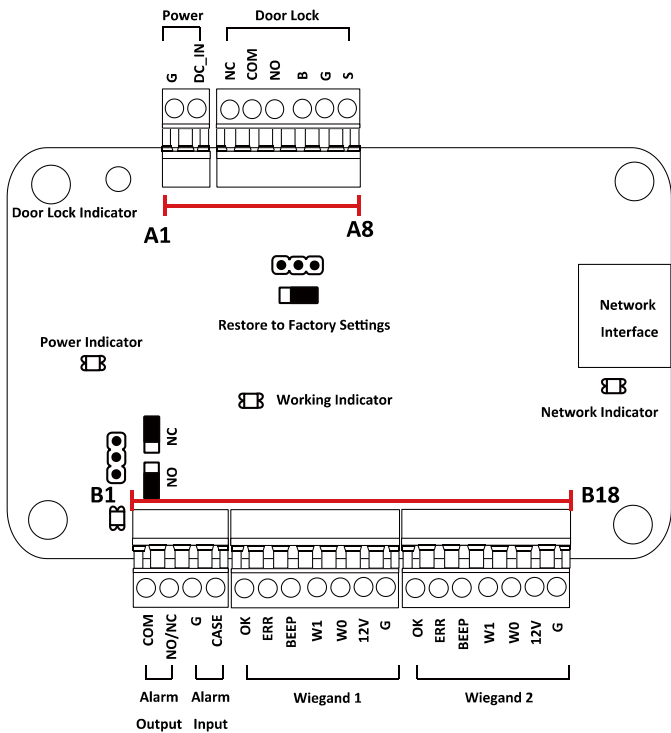 Power Door Lock
G DC_IN NC COM NO B G S
Door Lock Indicator
A1 A8
Restore to Factory Settings
Network
Interface
Power Indicator
Working Indicator
Network Indicator
NC
NO
B1 B18
COM NO/NC G CASE OK ERR BEEP W1 W0 12V G OK ERR BEEP W1 W0 12V G
Alarm Alarm Wiegand 1 Wiegand 2
Output Input